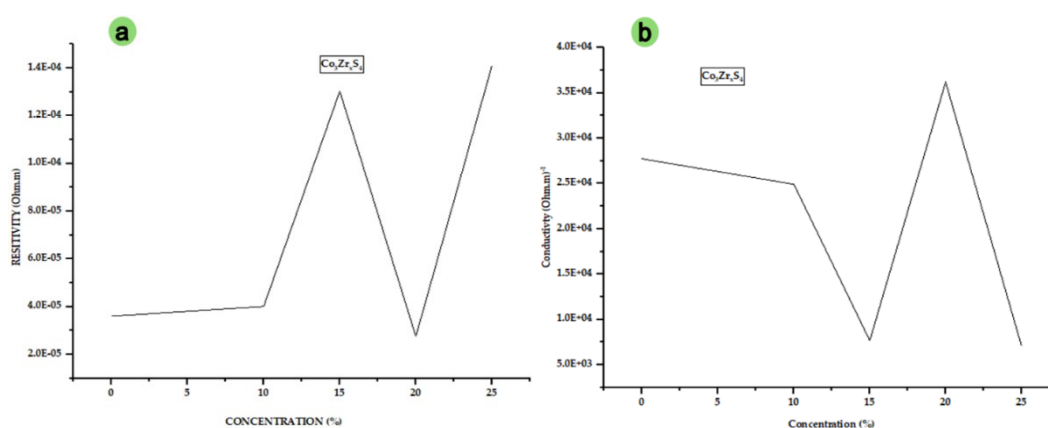 a
Co₃ZrₓS₄
RESITIVITY (Ohm.m)
1.4E-04
1.2E-04
1.0E-04
8.0E-05
6.0E-05
4.0E-05
2.0E-05
0 5 10 15 20 25
CONCENTRATION (%)
b
Co₃ZrₓS₄
Conductivty (Ohm.m)⁻¹
4.0E+04
3.5E+04
3.0E+04
2.5E+04
2.0E+04
1.5E+04
1.0E+04
5.0E+03
0 5 10 15 20 25
Concentration (%)